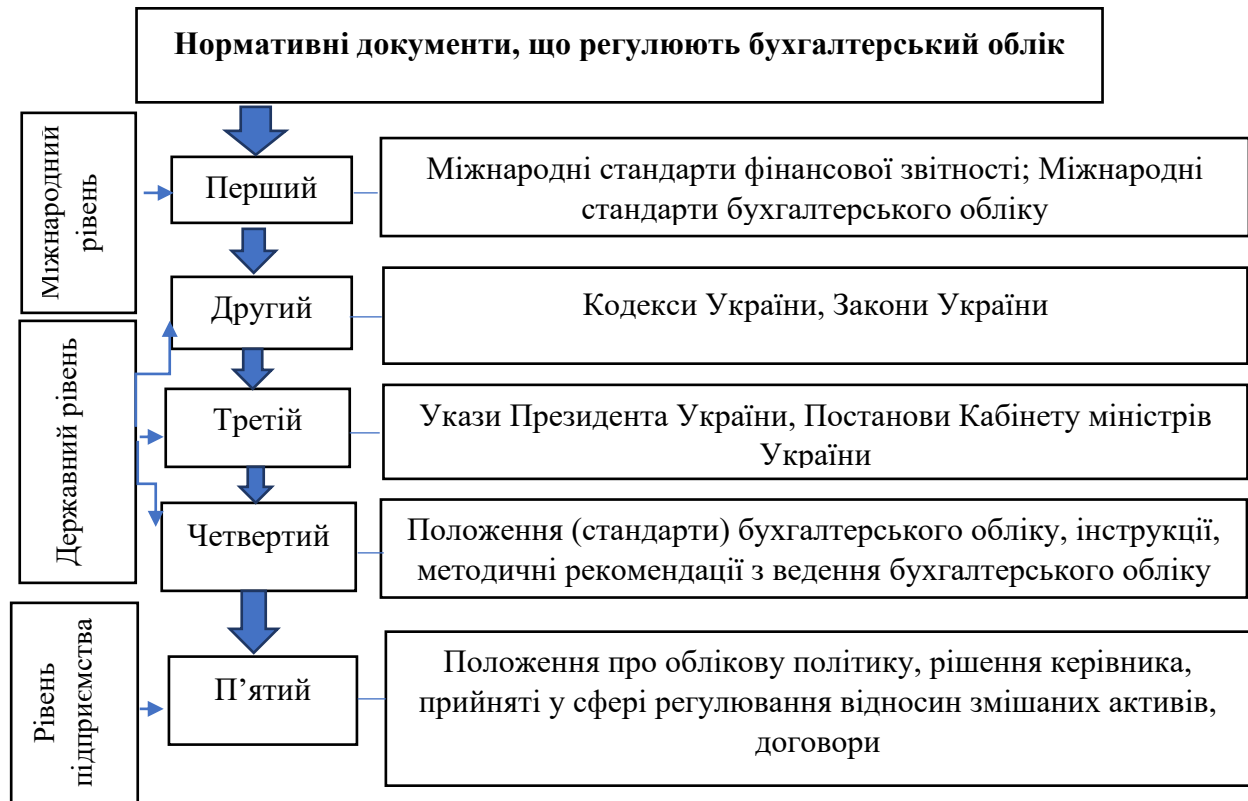 Нормативні документи, що регулюють бухгалтерський облік
Міжнародний
рівень
Перший
Міжнародні стандарти фінансової звітності; Міжнародні
стандарти бухгалтерського обліку
Другий
Кодекси України, Закони України
Державний рівень
Третій
Укази Президента України, Постанови Кабінету міністрів
України
Четвертий
Положення (стандарти) бухгалтерського обліку, інструкції,
методичні рекомендації з ведення бухгалтерського обліку
Рівень
підприємства
П’ятий
Положення про облікову політику, рішення керівника,
прийняті у сфері регулювання відносин змішаних активів,
договори